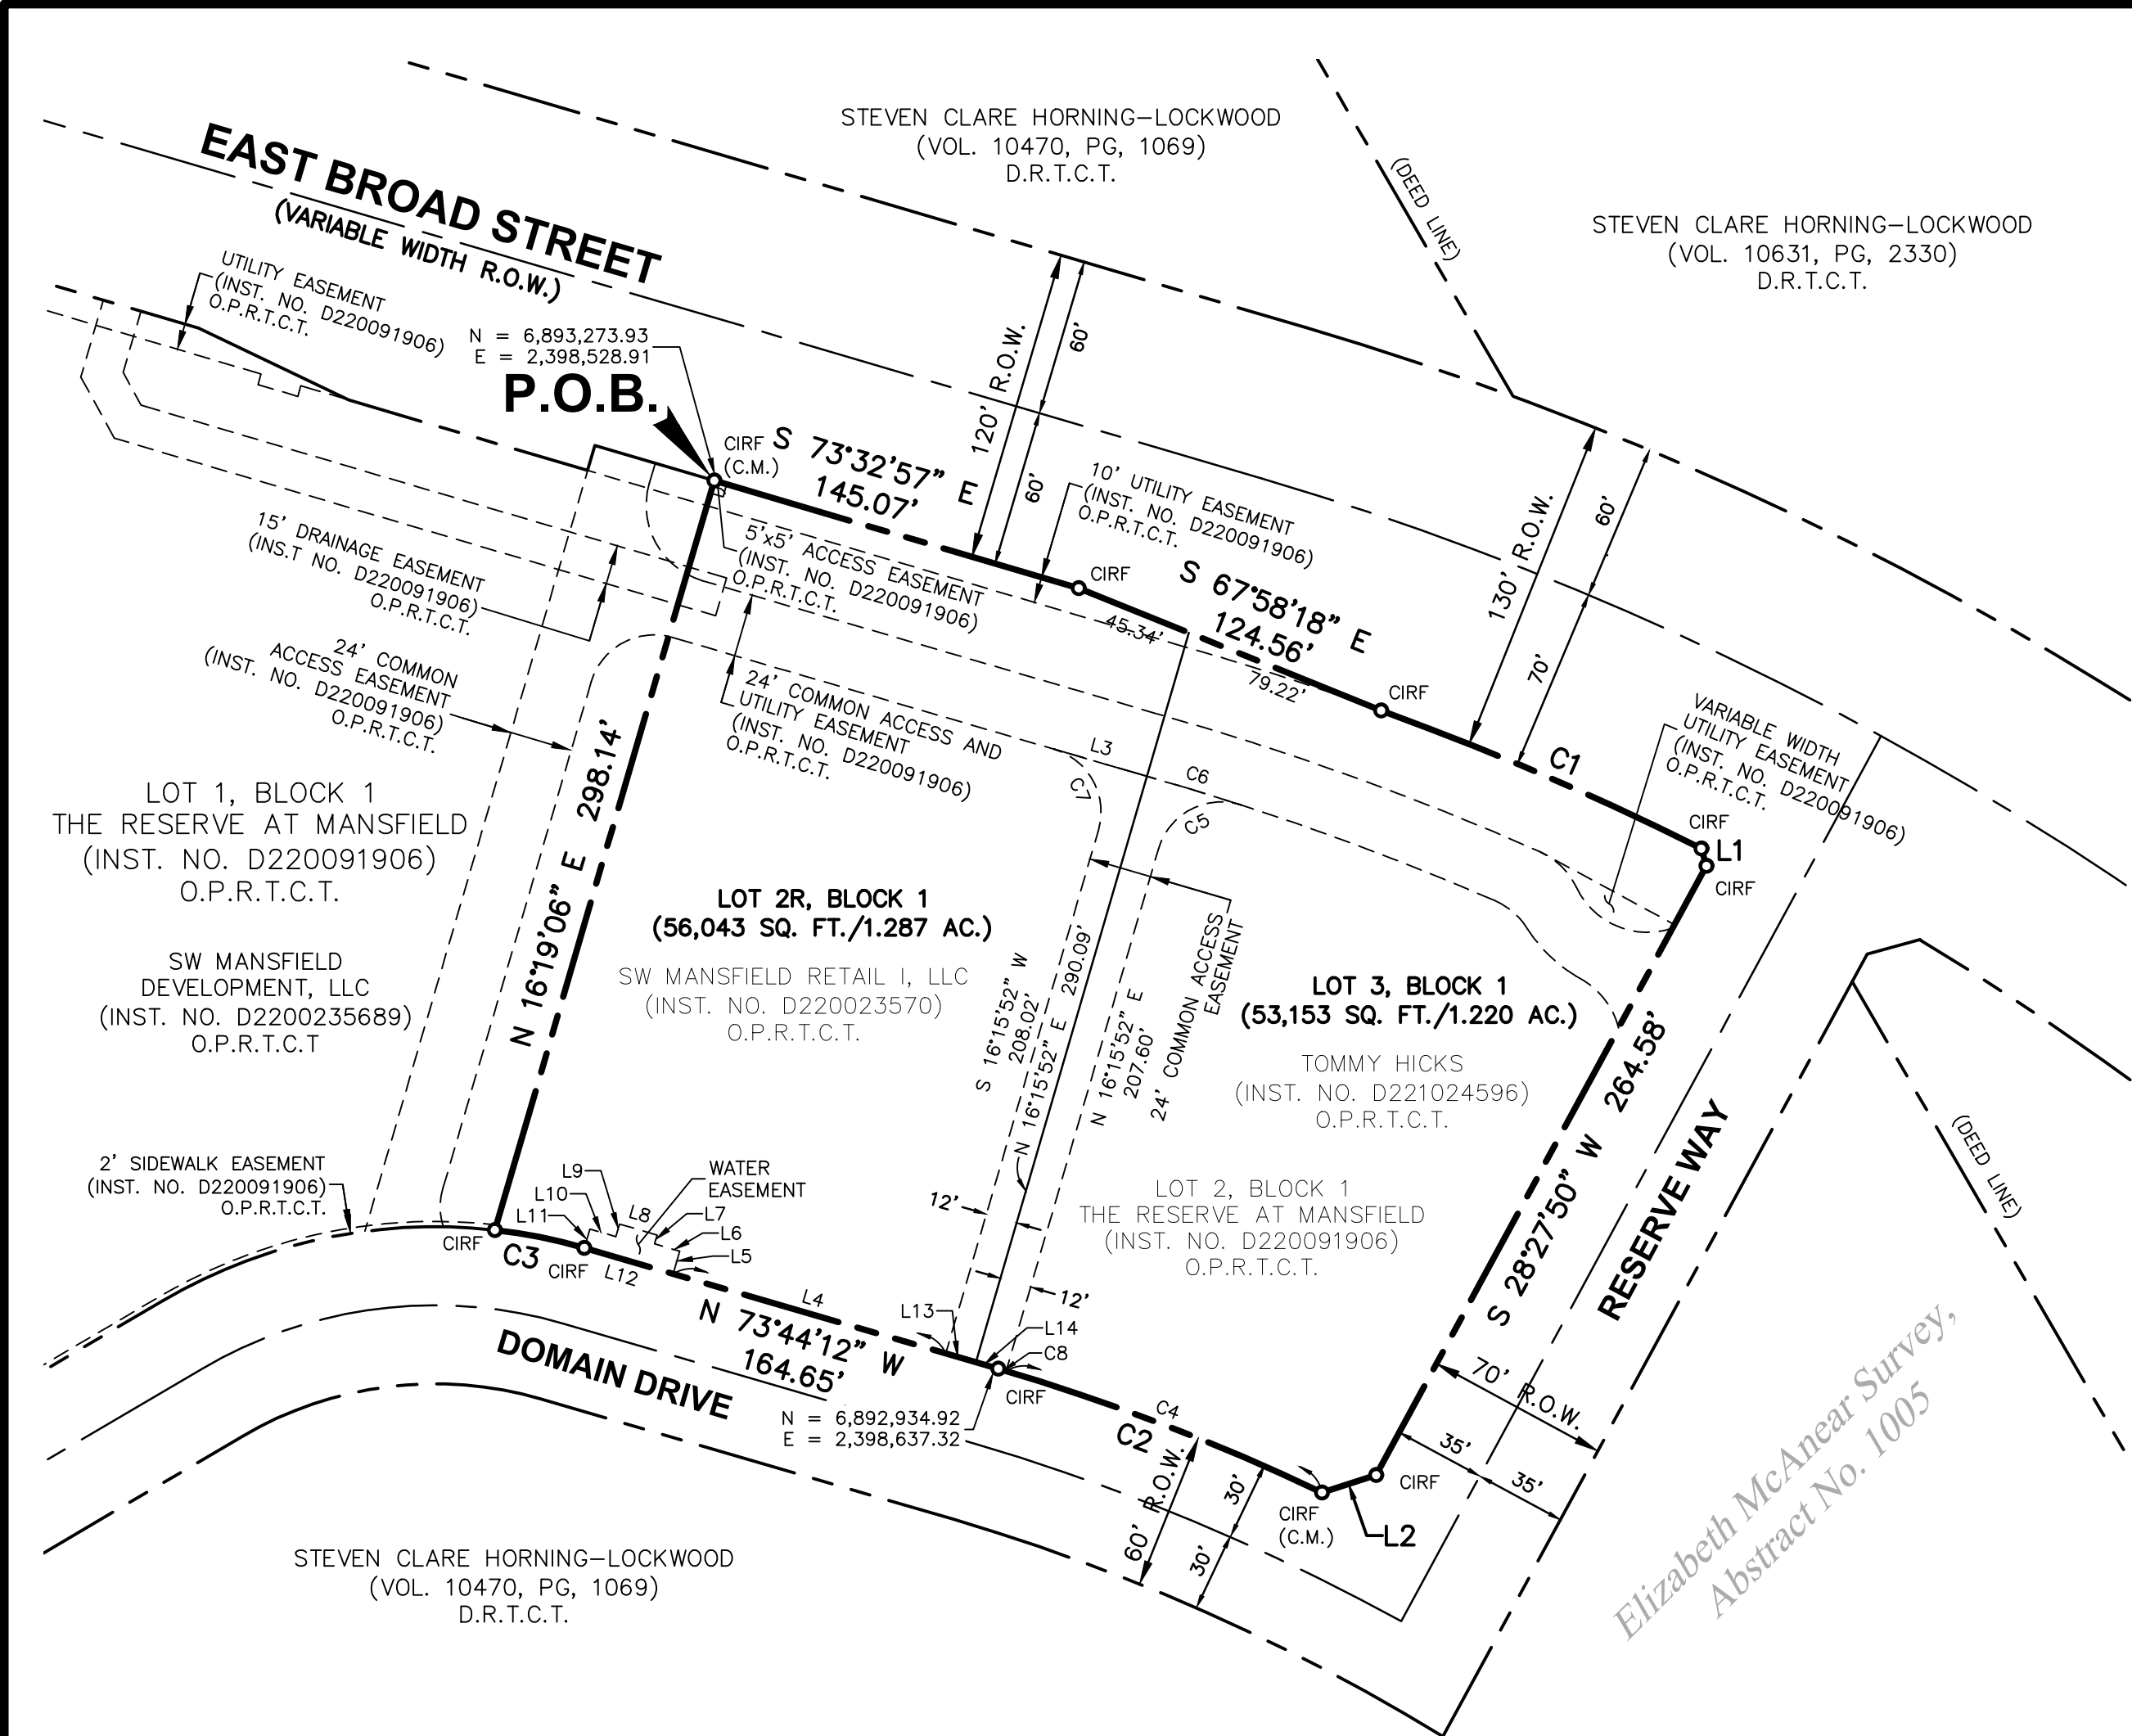 STEVEN CLARE HORNING–LOCKWOOD
(VOL. 10470, PG, 1069)
D.R.T.C.T.
(DEED LINE)
STEVEN CLARE HORNING–LOCKWOOD
(VOL. 10631, PG, 2330)
D.R.T.C.T.
EAST BROAD STREET
(VARIABLE WIDTH R.O.W.)
UTILITY EASEMENT
(INST. NO. D220091906)
O.P.R.T.C.T.
N = 6,893,273.93
E = 2,398,528.91
P.O.B.
CIRF
(C.M.)
S 73°32'57" E
145.07'
120' R.O.W.
60'
60'
10' UTILITY EASEMENT
(INST. NO. D220091906)
O.P.R.T.C.T.
CIRF
S 67°58'18" E
124.56'
45.34'
79.22'
CIRF
130' R.O.W.
60'
70'
C1
VARIABLE WIDTH
UTILITY EASEMENT
(INST. NO. D220091906)
O.P.R.T.C.T.
CIRF
L1
CIRF
15' DRAINAGE EASEMENT
(INS.T NO. D220091906)
O.P.R.T.C.T.
5'x5' ACCESS EASEMENT
(INST. NO. D220091906)
O.P.R.T.C.T.
24' COMMON
ACCESS EASEMENT
(INST. NO. D220091906)
O.P.R.T.C.T.
24' COMMON ACCESS AND
UTILITY EASEMENT
(INST. NO. D220091906)
O.P.R.T.C.T.
L3
C6
C7
C5
LOT 1, BLOCK 1
THE RESERVE AT MANSFIELD
(INST. NO. D220091906)
O.P.R.T.C.T.
SW MANSFIELD
DEVELOPMENT, LLC
(INST. NO. D2200235689)
O.P.R.T.C.T
N 16°19'06" E 298.14'
LOT 2R, BLOCK 1
(56,043 SQ. FT./1.287 AC.)
SW MANSFIELD RETAIL I, LLC
(INST. NO. D220023570)
O.P.R.T.C.T.
S 16°15'52" W
208.02'
N 16°15'52" E 290.09'
N 16°15'52" E
207.60'
24' COMMON ACCESS
EASEMENT
LOT 3, BLOCK 1
(53,153 SQ. FT./1.220 AC.)
TOMMY HICKS
(INST. NO. D221024596)
O.P.R.T.C.T.
LOT 2, BLOCK 1
THE RESERVE AT MANSFIELD
(INST. NO. D220091906)
O.P.R.T.C.T.
S 28°27'50" W 264.58'
RESERVE WAY
(DEED LINE)
2' SIDEWALK EASEMENT
(INST. NO. D220091906)
O.P.R.T.C.T.
CIRF
C3
CIRF
L9
L10
L11
L8
WATER
EASEMENT
L7
L6
L5
L12
L4
N 73°44'12" W
164.65'
DOMAIN DRIVE
12'
12'
L13
L14
C8
CIRF
N = 6,892,934.92
E = 2,398,637.32
C4
C2
60' R.O.W.
30'
30'
CIRF
(C.M.)
L2
CIRF
70' R.O.W.
35'
35'
STEVEN CLARE HORNING–LOCKWOOD
(VOL. 10470, PG, 1069)
D.R.T.C.T.
Elizabeth McAnear Survey,
Abstract No. 1005